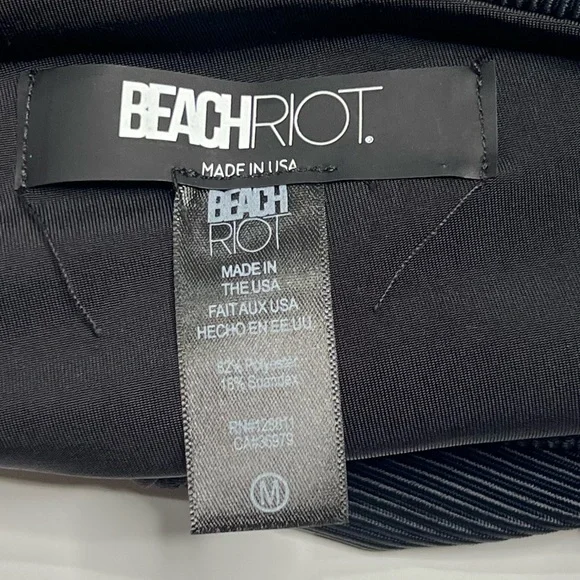 BEACHRIOT®
MADE IN USA
BEACH
RIOT
MADE IN
THE USA
FAIT AUX USA
HECHO EN EE.UU.
82% Polyester
18% Spandex
RN#129811
CA#36979
M